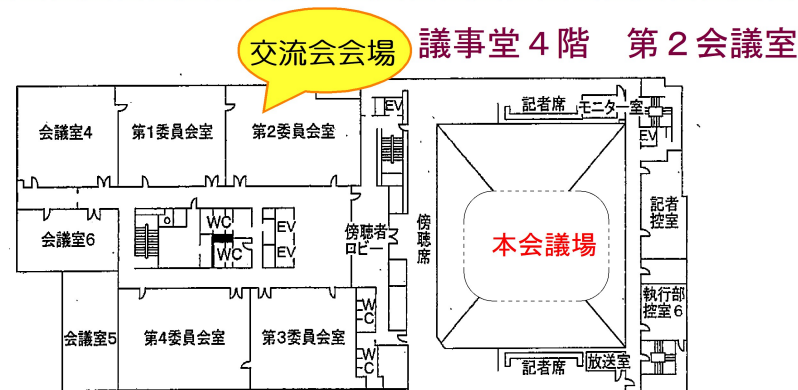 交流会会場
議事堂４階　第２会議室
会議室4
第1委員会室
第2委員会室
EV
記者席
モニター室
EV
記者
控室
会議室6
WC
WC
EV
EV
傍聴者
ロビー
傍聴席
本会議場
執行部
控室６
会議室5
第4委員会室
第3委員会室
WC
WC
記者席
放送室